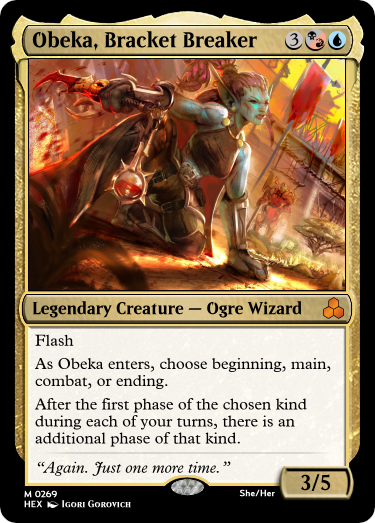 Obeka, Bracket Breaker 3
Legendary Creature — Ogre Wizard
Flash
As Obeka enters, choose beginning, main,
combat, or ending.
After the first phase of the chosen kind
during each of your turns, there is an
additional phase of that kind.
“Again. Just one more time.”
3/5
M 0269 She/Her
HEX Igori Gorovich